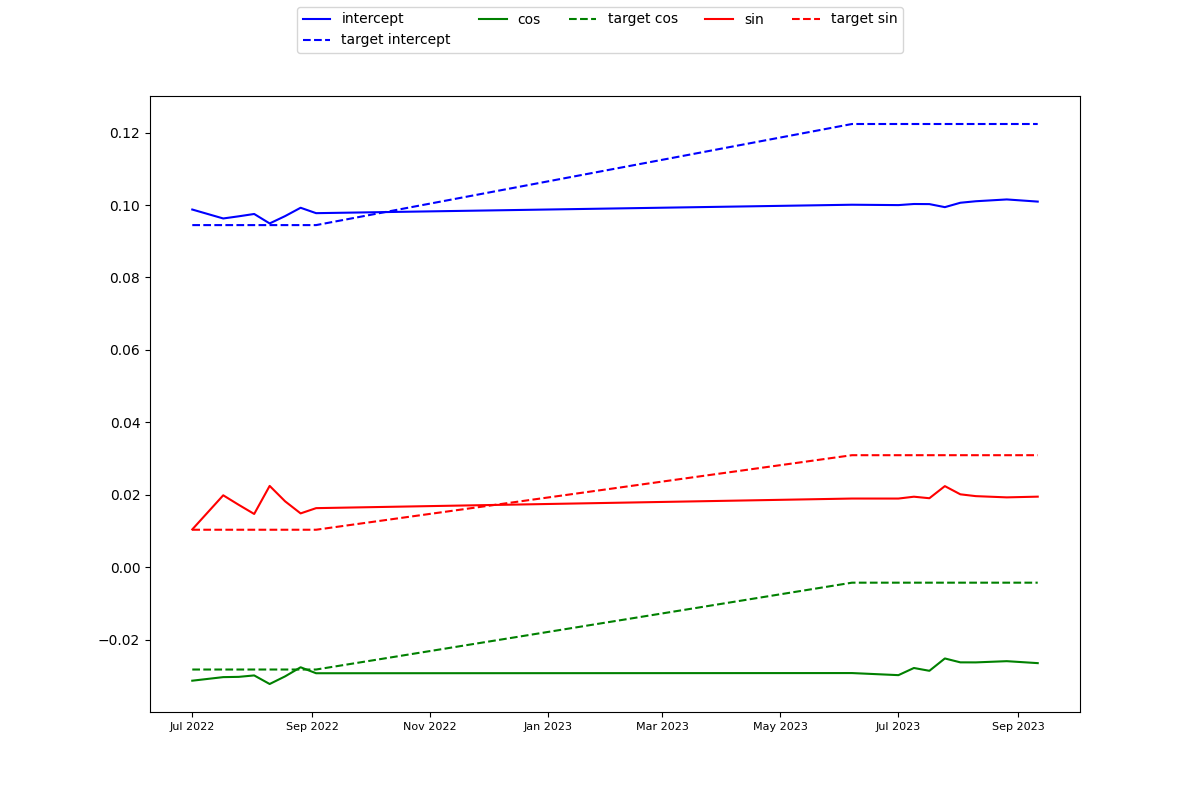 intercept cos target cos sin target sin
target intercept
0.12
0.10
0.08
0.06
0.04
0.02
0.00
−0.02
Jul 2022 Sep 2022 Nov 2022 Jan 2023 Mar 2023 May 2023 Jul 2023 Sep 2023